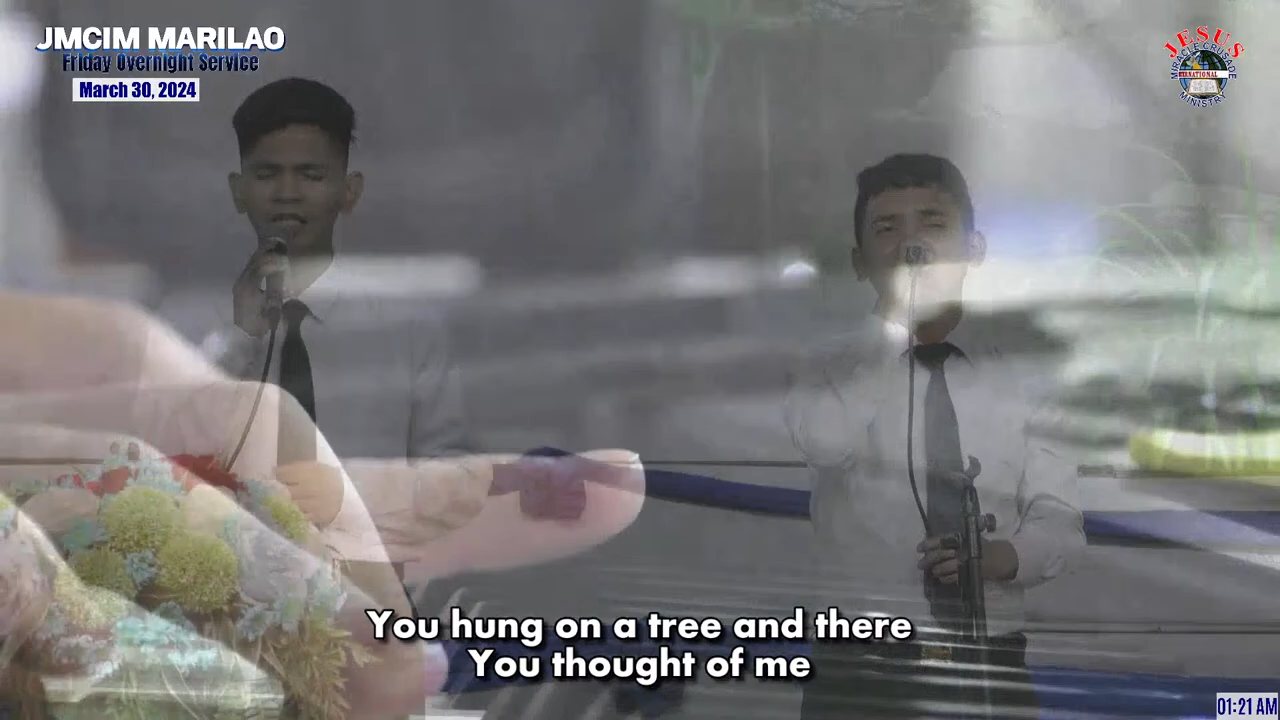 JMCIM MARILAO
Friday Overnight Service
March 30, 2024
JESUS
MIRACLE CRUSADE
INTERNATIONAL
MINISTRY
You hung on a tree and there
You thought of me
01:21 AM